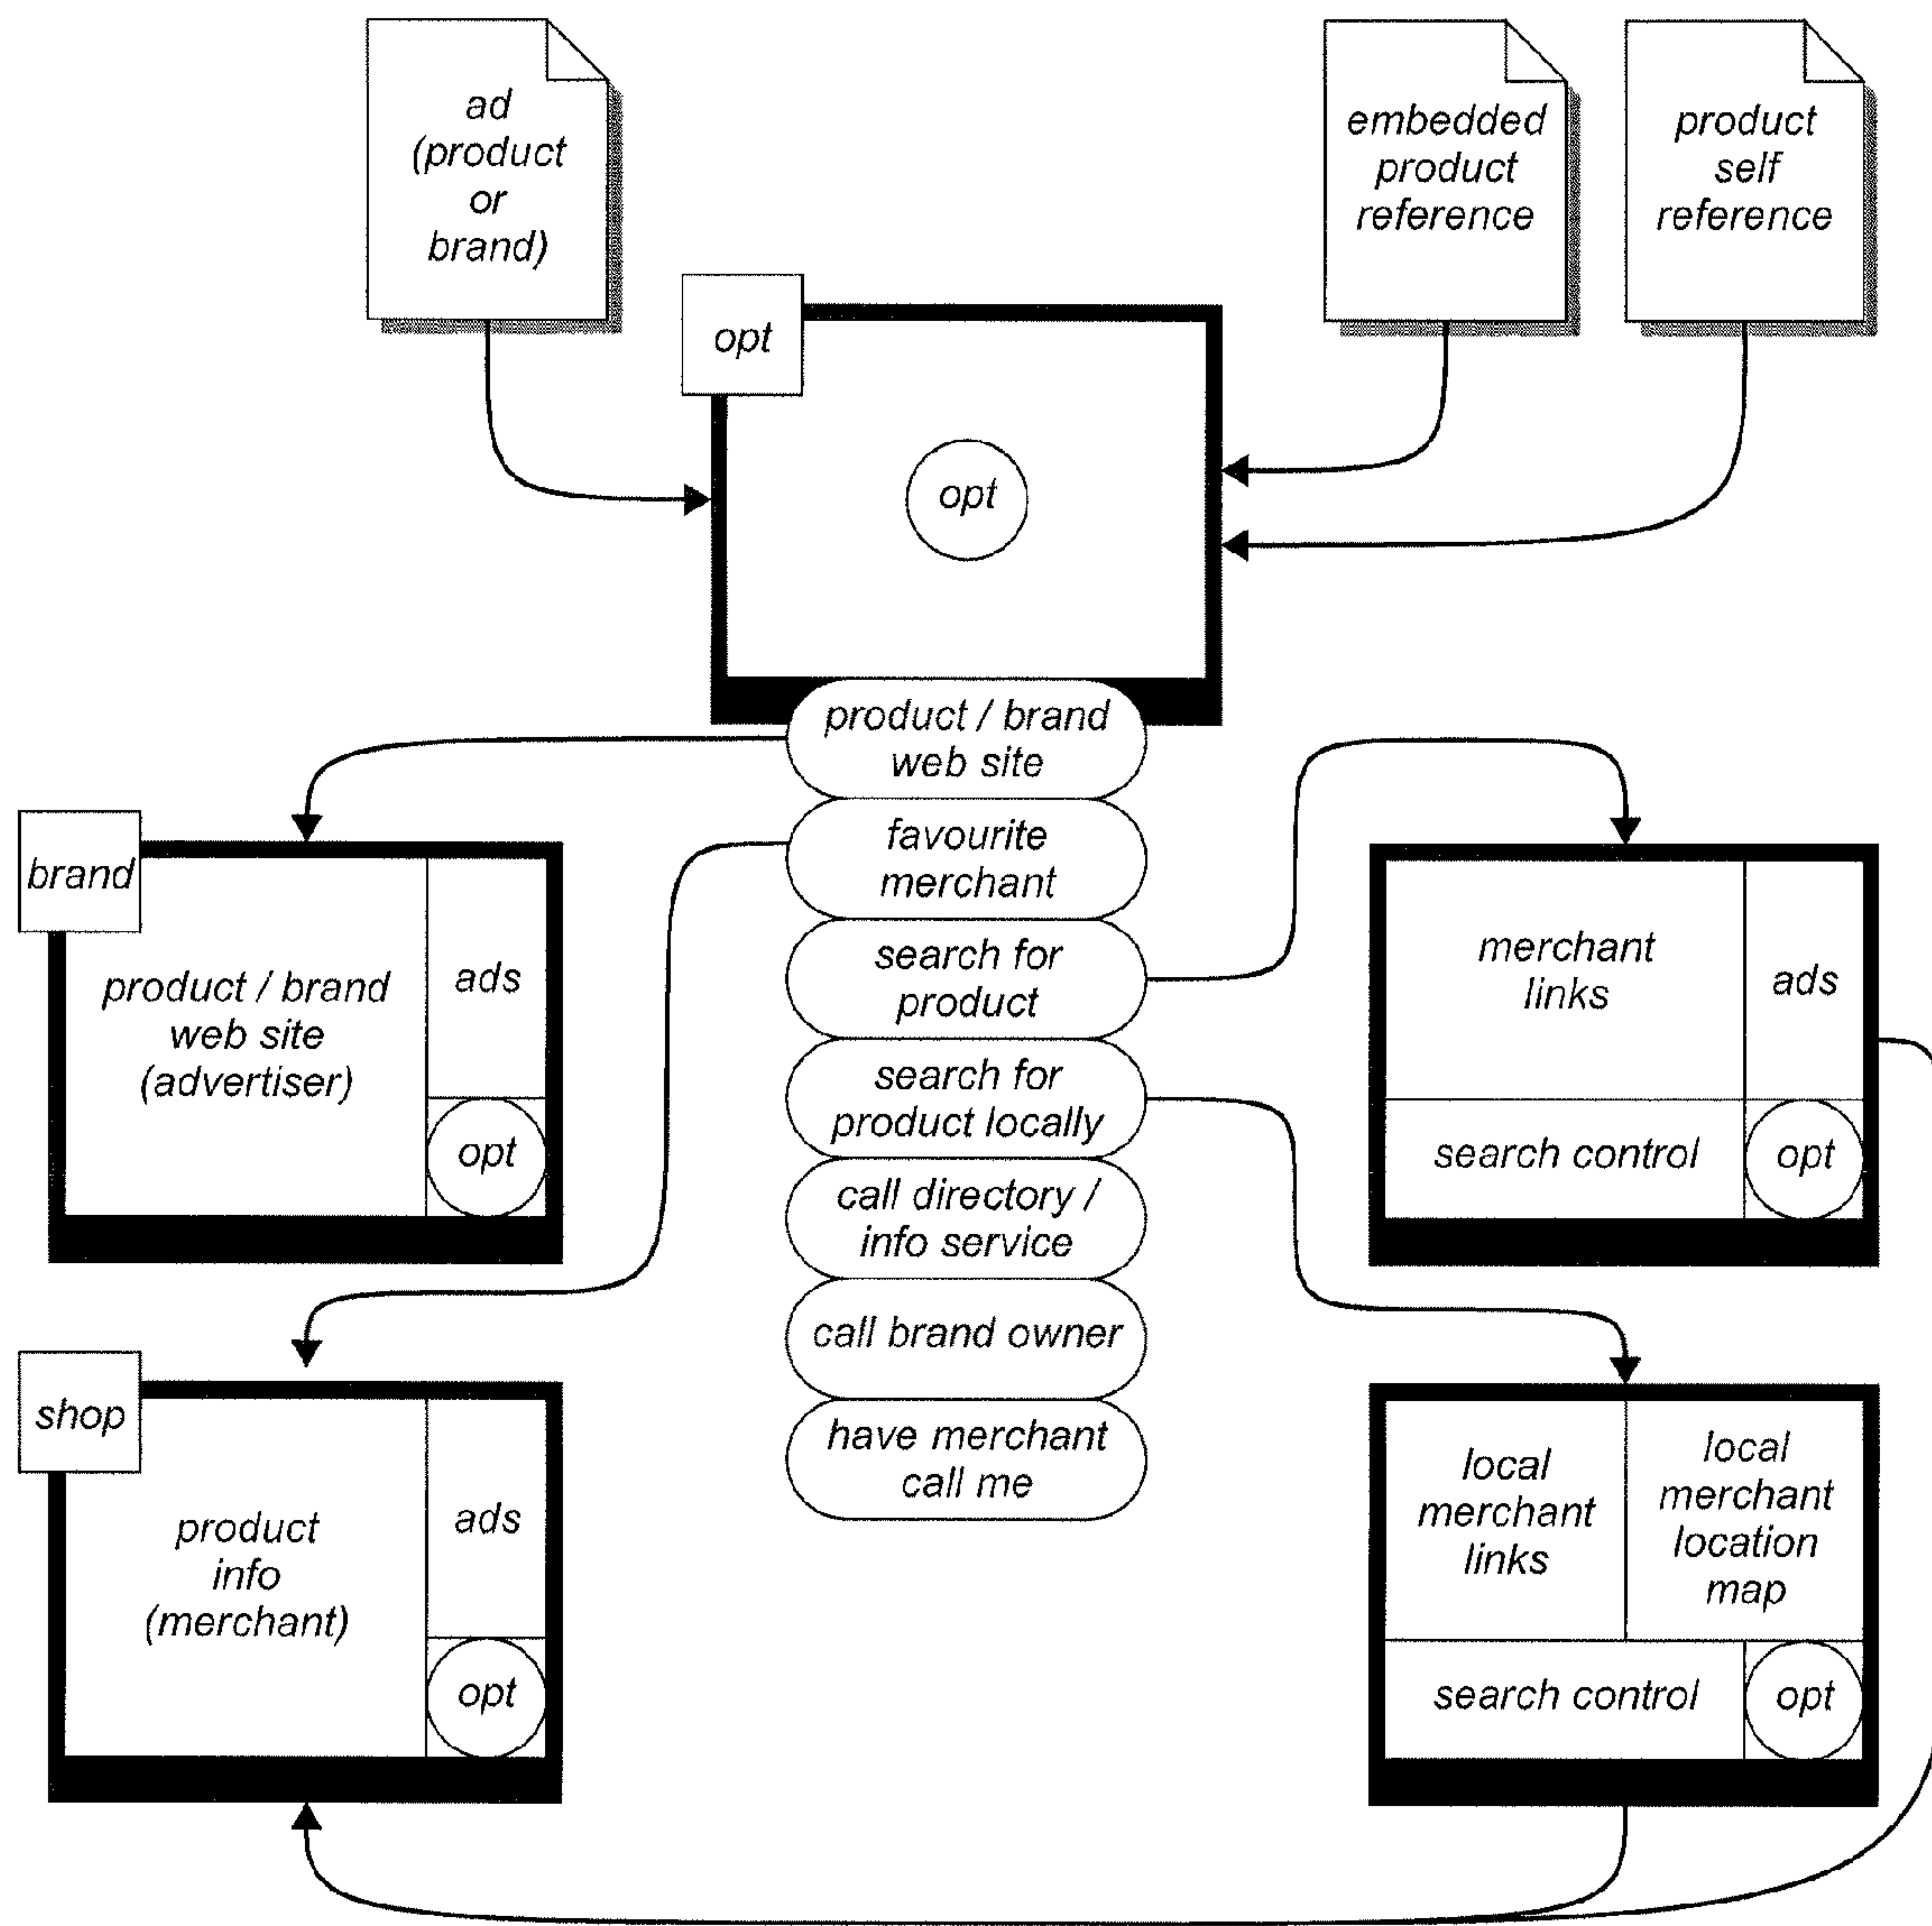 ad
(product
or
brand)
embedded
product
reference
product
self
reference
opt
opt
product / brand
web site
favourite
merchant
search for
product
search for
product locally
call directory /
info service
call brand owner
have merchant
call me
brand
product / brand
web site
(advertiser)
ads
opt
merchant
links
ads
search control
opt
shop
product
info
(merchant)
ads
opt
local
merchant
links
local
merchant
location
map
search control
opt